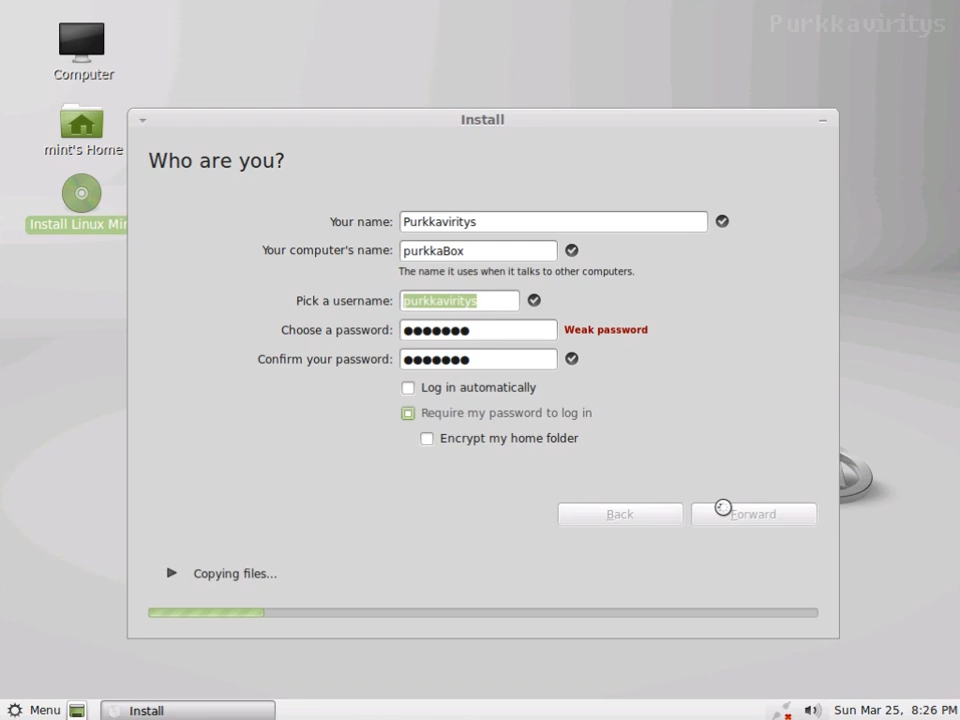 Purkkaviritys
Computer
mint's Home
Install Linux Min
Install
Who are you?
Your name: Purkkaviritys
Your computer's name: purkkaBox
The name it uses when it talks to other computers.
Pick a username: purkkaviritys
Choose a password: ●●●●●●● Weak password
Confirm your password: ●●●●●●●
Log in automatically
Require my password to log in
Encrypt my home folder
Back Forward
Copying files...
Menu Install Sun Mar 25, 8:26 PM